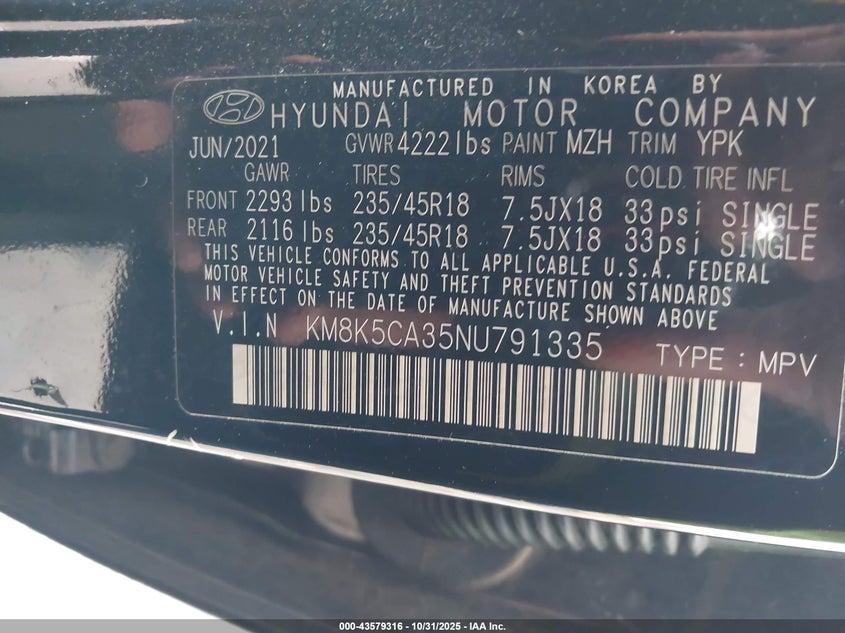 MANUFACTURED IN KOREA BY
HYUNDAI MOTOR COMPANY
JUN/2021 GVWR 4222 lbs PAINT MZH TRIM YPK
GAWR TIRES RIMS COLD TIRE INFL
FRONT 2293 lbs 235/45R18 7.5JX18 33psi SINGLE
REAR 2116 lbs 235/45R18 7.5JX18 33psi SINGLE
THIS VEHICLE CONFORMS TO ALL APPLICABLE U.S.A. FEDERAL
MOTOR VEHICLE SAFETY AND THEFT PREVENTION STANDARDS
IN EFFECT ON THE DATE OF MANUFACTURE SHOWN ABOVE
V.I.N KM8K5CA35NU791335 TYPE : MPV
000-43579316 - 10/31/2025 - IAA Inc.